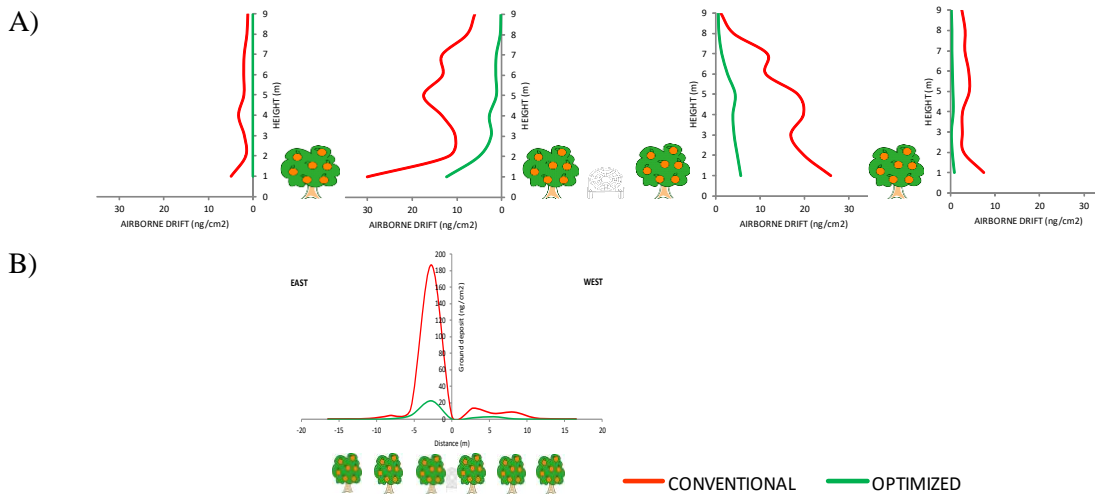 A)
9
8
7
6
5
4
3
2
1
0
HEIGHT (m)
30 20 10 0
AIRBORNE DRIFT (ng/cm2)
9
8
7
6
5
4
3
2
1
0
HEIGHT (m)
30 20 10 0
AIRBORNE DRIFT (ng/cm2)
9
8
7
6
5
4
3
2
1
0
HEIGHT (m)
0 10 20 30
AIRBORNE DRIFT (ng/cm2)
9
8
7
6
5
4
3
2
1
0
HEIGHT (m)
0 10 20 30
AIRBORNE DRIFT (ng/cm2)
B)
EAST
WEST
200
180
160
140
120
100
80
60
40
20
0
Ground deposit (ng/cm2)
-20 -15 -10 -5 0 5 10 15 20
Distance (m)
CONVENTIONAL
OPTIMIZED